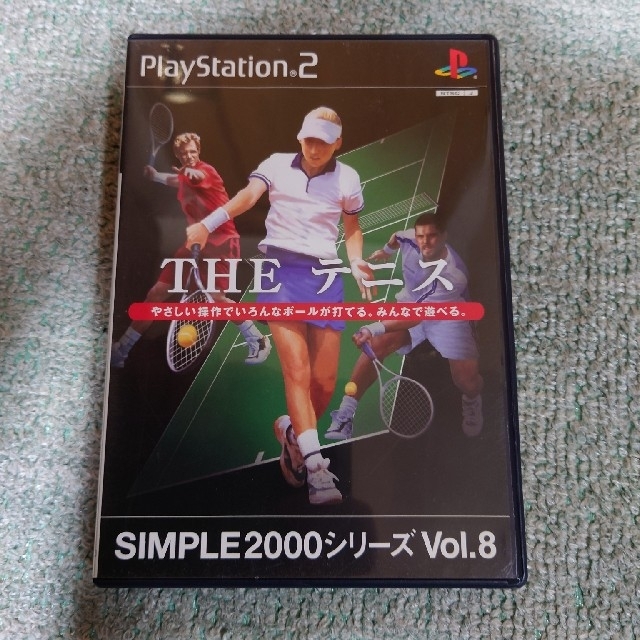 PlayStation®2
NTSC J
THE テニス
やさしい操作でいろんなボールが打てる。みんなで遊べる。
SIMPLE2000シリーズ Vol.8